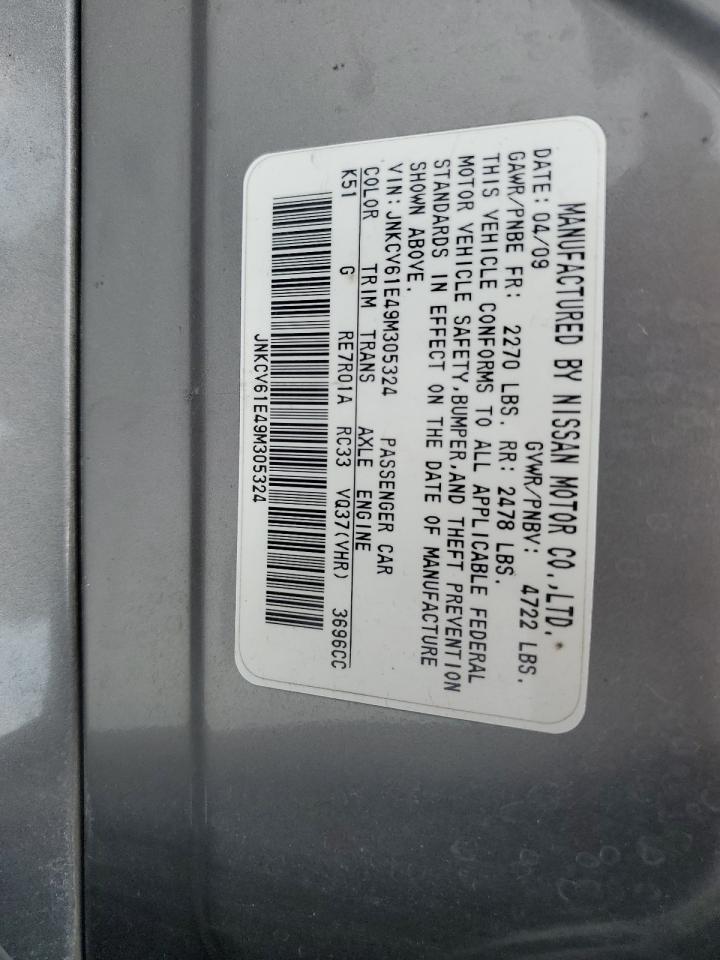 MANUFACTURED BY NISSAN MOTOR CO.,LTD.
DATE: 04/09 GVWR/PNBV: 4722 LBS.
GAWR/PNBE FR: 2270 LBS. RR: 2478 LBS.
THIS VEHICLE CONFORMS TO ALL APPLICABLE FEDERAL
MOTOR VEHICLE SAFETY,BUMPER,AND THEFT PREVENTION
STANDARDS IN EFFECT ON THE DATE OF MANUFACTURE
SHOWN ABOVE.
VIN: JNKCV61E49M305324 PASSENGER CAR
COLOR TRIM TRANS AXLE ENGINE
K51 G RE7R01A RC33 VQ37(VHR) 3696CC
JNKCV61E49M305324